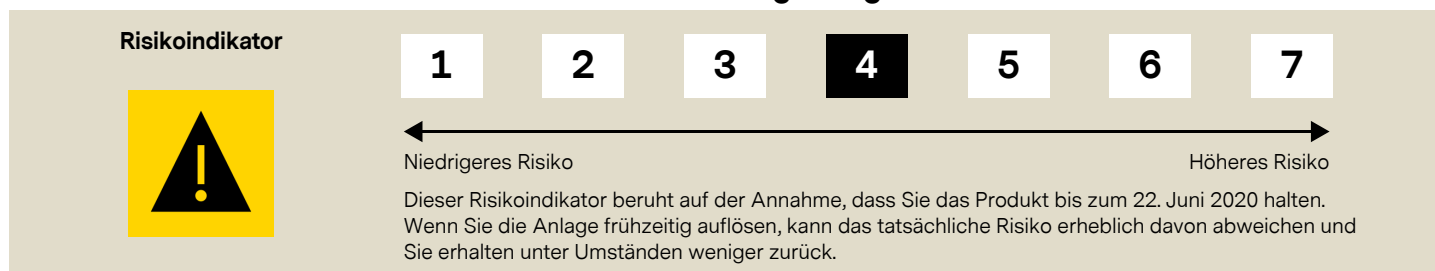 Risikoindikator
1 2 3 4 5 6 7
Niedrigeres Risiko Höheres Risiko
Dieser Risikoindikator beruht auf der Annahme, dass Sie das Produkt bis zum 22. Juni 2020 halten.
Wenn Sie die Anlage frühzeitig auflösen, kann das tatsächliche Risiko erheblich davon abweichen und
Sie erhalten unter Umständen weniger zurück.